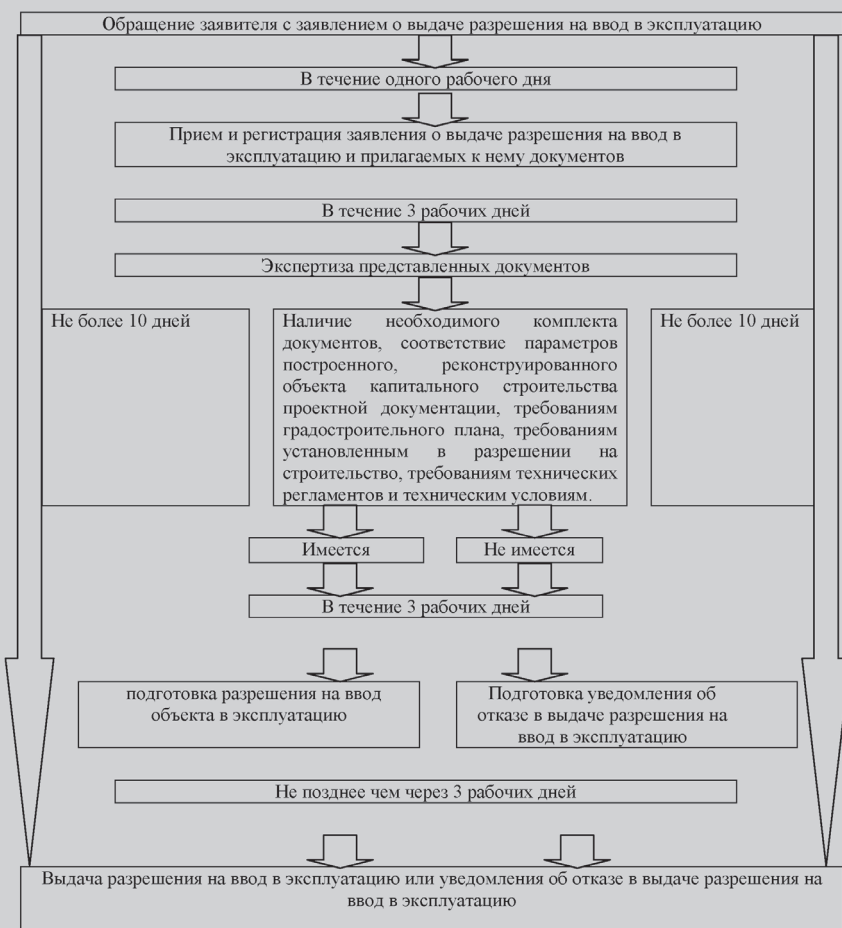 Обращение заявителя с заявлением о выдаче разрешения на ввод в эксплуатацию
В течение одного рабочего дня
Прием и регистрация заявления о выдаче разрешения на ввод в
эксплуатацию и прилагаемых к нему документов
В течение 3 рабочих дней
Экспертиза представленных документов
Не более 10 дней
Наличие необходимого комплекта
документов, соответствие параметров
построенного, реконструированного
объекта капитального строительства
проектной документации, требованиям
градостроительного плана, требованиям
установленным в разрешении на
строительство, требованиям технических
регламентов и техническим условиям.
Не более 10 дней
Имеется
Не имеется
В течение 3 рабочих дней
подготовка разрешения на ввод
объекта в эксплуатацию
Подготовка уведомления об
отказе в выдаче разрешения на
ввод в эксплуатацию
Не позднее чем через 3 рабочих дней
Выдача разрешения на ввод в эксплуатацию или уведомления об отказе в выдаче разрешения на
ввод в эксплуатацию